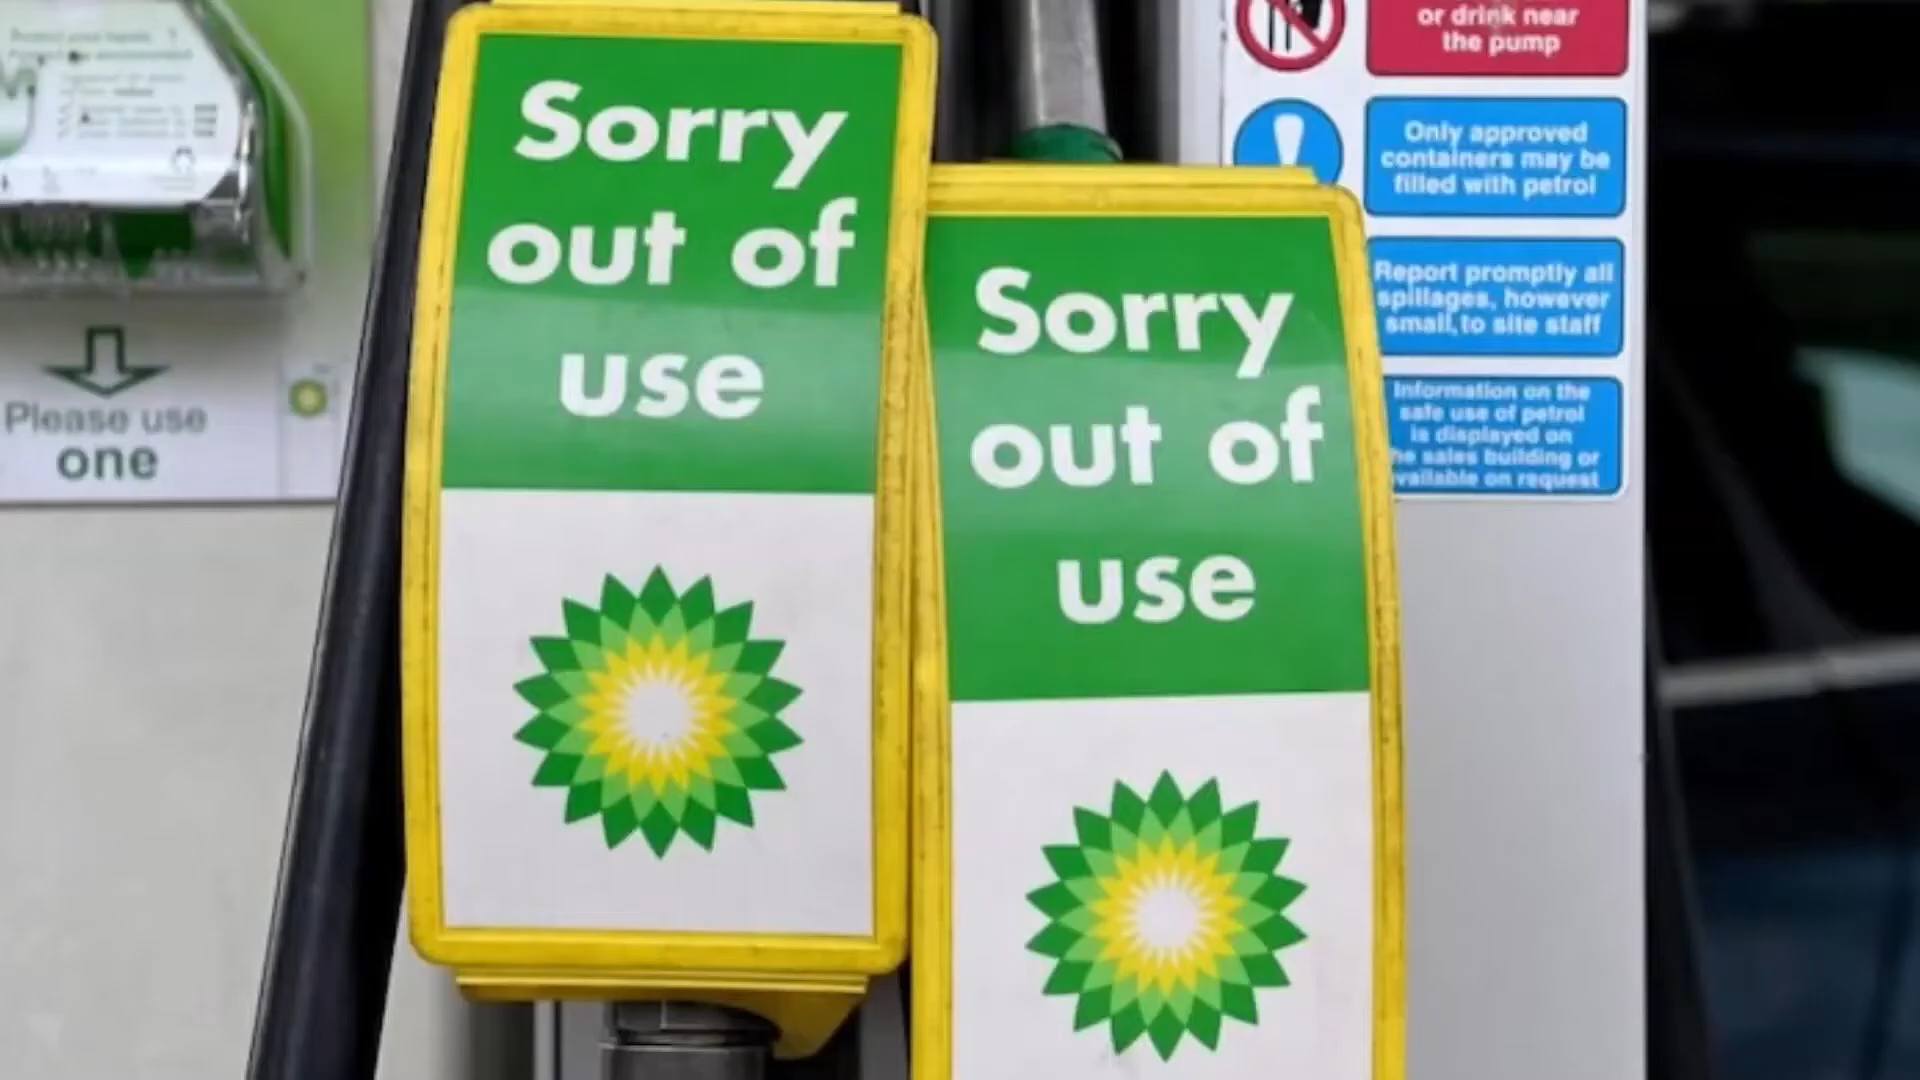 Please use
one
Sorry
out of
use
Sorry
out of
use
or drink near
the pump
Only approved
containers may be
filled with petrol
Report promptly all
spillages, however
small, to site staff
Information on the
safe use of petrol
is displayed on
he sales building or
vailable on request